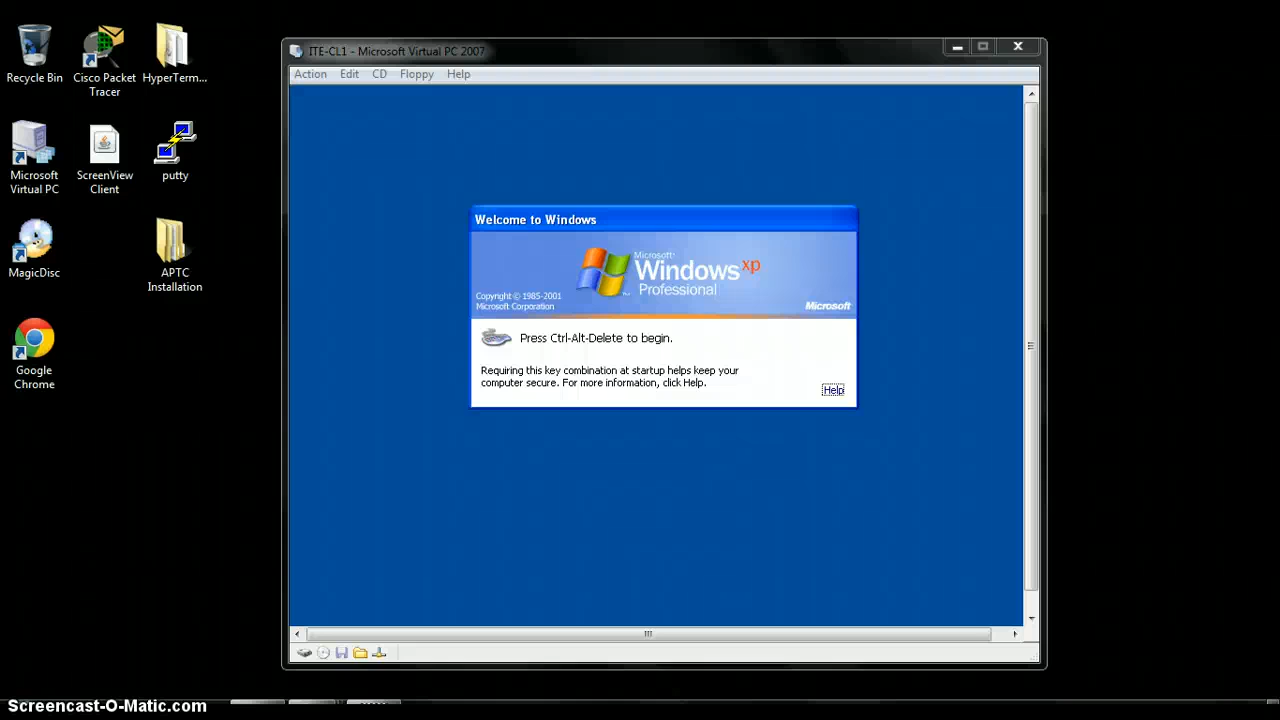 Recycle Bin
Cisco Packet
Tracer
HyperTerm...
Microsoft
Virtual PC
ScreenView
Client
putty
MagicDisc
APTC
Installation
Google
Chrome
ITE-CL1 - Microsoft Virtual PC 2007
Action Edit CD Floppy Help
Welcome to Windows
Microsoft
Windows xp
Professional
Copyright © 1985-2001
Microsoft Corporation
Microsoft
Press Ctrl-Alt-Delete to begin.
Requiring this key combination at startup helps keep your
computer secure. For more information, click Help.
Help
Screencast-O-Matic.com